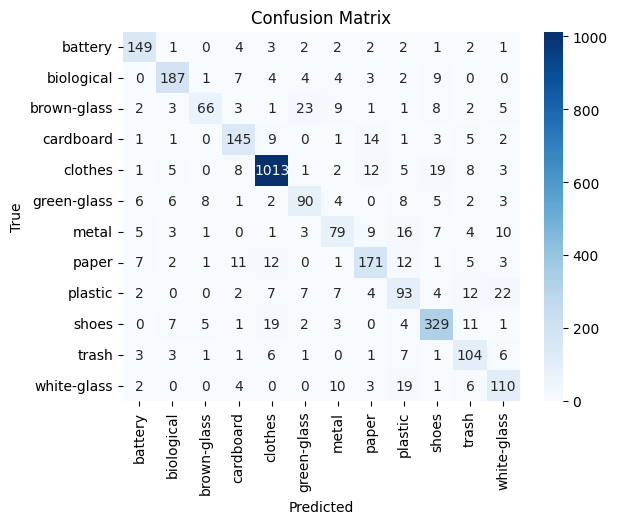 Confusion Matrix
battery 149 1 0 4 3 2 2 2 2 1 2 1
biological 0 187 1 7 4 4 4 3 2 9 0 0
brown-glass 2 3 66 3 1 23 9 1 1 8 2 5
cardboard 1 1 0 145 9 0 1 14 1 3 5 2
clothes 1 5 0 8 1013 1 2 12 5 19 8 3
green-glass 6 6 8 1 2 90 4 0 8 5 2 3
metal 5 3 1 0 1 3 79 9 16 7 4 10
paper 7 2 1 11 12 0 1 171 12 1 5 3
plastic 2 0 0 2 7 7 7 4 93 4 12 22
shoes 0 7 5 1 19 2 3 0 4 329 11 1
trash 3 3 1 1 6 1 0 1 7 1 104 6
white-glass 2 0 0 4 0 0 10 3 19 1 6 110
battery
biological
brown-glass
cardboard
clothes
green-glass
metal
paper
plastic
shoes
trash
white-glass
Predicted
True
1000
800
600
400
200
0